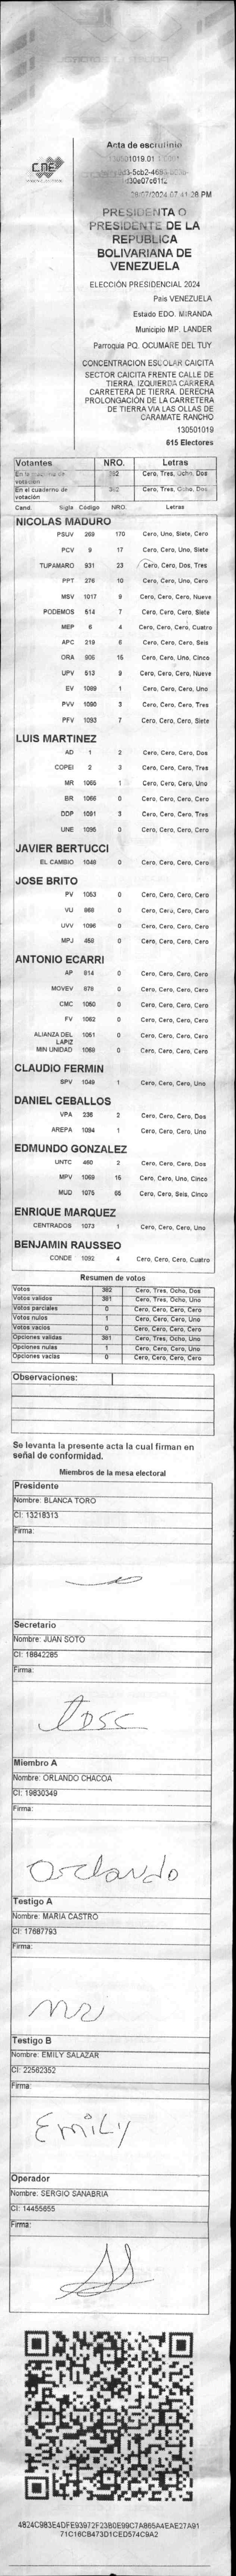 CNE
Acta de escrutinio
28/07/2024 07:41:28 PM
PRESIDENTA O
PRESIDENTE DE LA
REPUBLICA
BOLIVARIANA DE
VENEZUELA
ELECCIÓN PRESIDENCIAL 2024
Pais VENEZUELA
Estado EDO. MIRANDA
Municipio MP. LANDER
Parroquia PQ. OCUMARE DEL TUY
CONCENTRACION ESCOLAR CAICITA
SECTOR CAICITA FRENTE CALLE DE
TIERRA. IZQUIERDA CARRERA
CARRETERA DE TIERRA. DERECHA
PROLONGACIÓN DE LA CARRETERA
DE TIERRA VIA LAS OLLAS DE
CARAMATE RANCHO
130501019
615 Electores
Votantes NRO. Letras
En la máquina de votación 382 Cero, Tres, Ocho, Dos
En el cuaderno de votación 382 Cero, Tres, Ocho, Dos
Cand. Sigla Código NRO. Letras
NICOLAS MADURO
PSUV 269 170 Cero, Uno, Siete, Cero
PCV 9 17 Cero, Cero, Uno, Siete
TUPAMARO 931 23 Cero, Cero, Dos, Tres
PPT 276 10 Cero, Cero, Uno, Cero
MSV 1017 9 Cero, Cero, Cero, Nueve
PODEMOS 514 7 Cero, Cero, Cero, Siete
MEP 6 4 Cero, Cero, Cero, Cuatro
APC 219 6 Cero, Cero, Cero, Seis
ORA 906 15 Cero, Cero, Uno, Cinco
UPV 513 9 Cero, Cero, Cero, Nueve
EV 1089 1 Cero, Cero, Cero, Uno
PVV 1090 3 Cero, Cero, Cero, Tres
PFV 1093 7 Cero, Cero, Cero, Siete
LUIS MARTINEZ
AD 1 2 Cero, Cero, Cero, Dos
COPEI 2 3 Cero, Cero, Cero, Tres
MR 1065 1 Cero, Cero, Cero, Uno
BR 1066 0 Cero, Cero, Cero, Cero
DDP 1091 3 Cero, Cero, Cero, Tres
UNE 1095 0 Cero, Cero, Cero, Cero
JAVIER BERTUCCI
EL CAMBIO 1048 0 Cero, Cero, Cero, Cero
JOSE BRITO
PV 1053 0 Cero, Cero, Cero, Cero
VU 868 0 Cero, Cero, Cero, Cero
UVV 1096 0 Cero, Cero, Cero, Cero
MPJ 458 0 Cero, Cero, Cero, Cero
ANTONIO ECARRI
AP 814 0 Cero, Cero, Cero, Cero
MOVEV 878 0 Cero, Cero, Cero, Cero
CMC 1050 0 Cero, Cero, Cero, Cero
FV 1062 0 Cero, Cero, Cero, Cero
ALIANZA DEL LAPIZ 1051 0 Cero, Cero, Cero, Cero
MIN UNIDAD 1068 0 Cero, Cero, Cero, Cero
CLAUDIO FERMIN
SPV 1049 1 Cero, Cero, Cero, Uno
DANIEL CEBALLOS
VPA 236 2 Cero, Cero, Cero, Dos
AREPA 1094 1 Cero, Cero, Cero, Uno
EDMUNDO GONZALEZ
UNTC 460 2 Cero, Cero, Cero, Dos
MPV 1069 15 Cero, Cero, Uno, Cinco
MUD 1075 65 Cero, Cero, Seis, Cinco
ENRIQUE MARQUEZ
CENTRADOS 1073 1 Cero, Cero, Cero, Uno
BENJAMIN RAUSSEO
CONDE 1092 4 Cero, Cero, Cero, Cuatro
Resumen de votos
Votos 382 Cero, Tres, Ocho, Dos
Votos validos 381 Cero, Tres, Ocho, Uno
Votos parciales 0 Cero, Cero, Cero, Cero
Votos nulos 1 Cero, Cero, Cero, Uno
Votos vacios 0 Cero, Cero, Cero, Cero
Opciones validas 381 Cero, Tres, Ocho, Uno
Opciones nulas 1 Cero, Cero, Cero, Uno
Opciones vacias 0 Cero, Cero, Cero, Cero
Observaciones:
Se levanta la presente acta la cual firman en
señal de conformidad.
Miembros de la mesa electoral
Presidente
Nombre: BLANCA TORO
CI: 13218313
Firma:
Secretario
Nombre: JUAN SOTO
CI: 16842285
Firma:
Miembro A
Nombre: ORLANDO CHACOA
CI: 19830349
Firma:
Orlando
Testigo A
Nombre: MARIA CASTRO
CI: 17687793
Firma:
Testigo B
Nombre: EMILY SALAZAR
CI: 22562352
Firma:
EmiLy
Operador
Nombre: SERGIO SANABRIA
CI: 14455655
Firma:
4824C983E4DFE93972F23B0E99C7A865A4EAE27A91
71C16CB473D1CED574C9A2